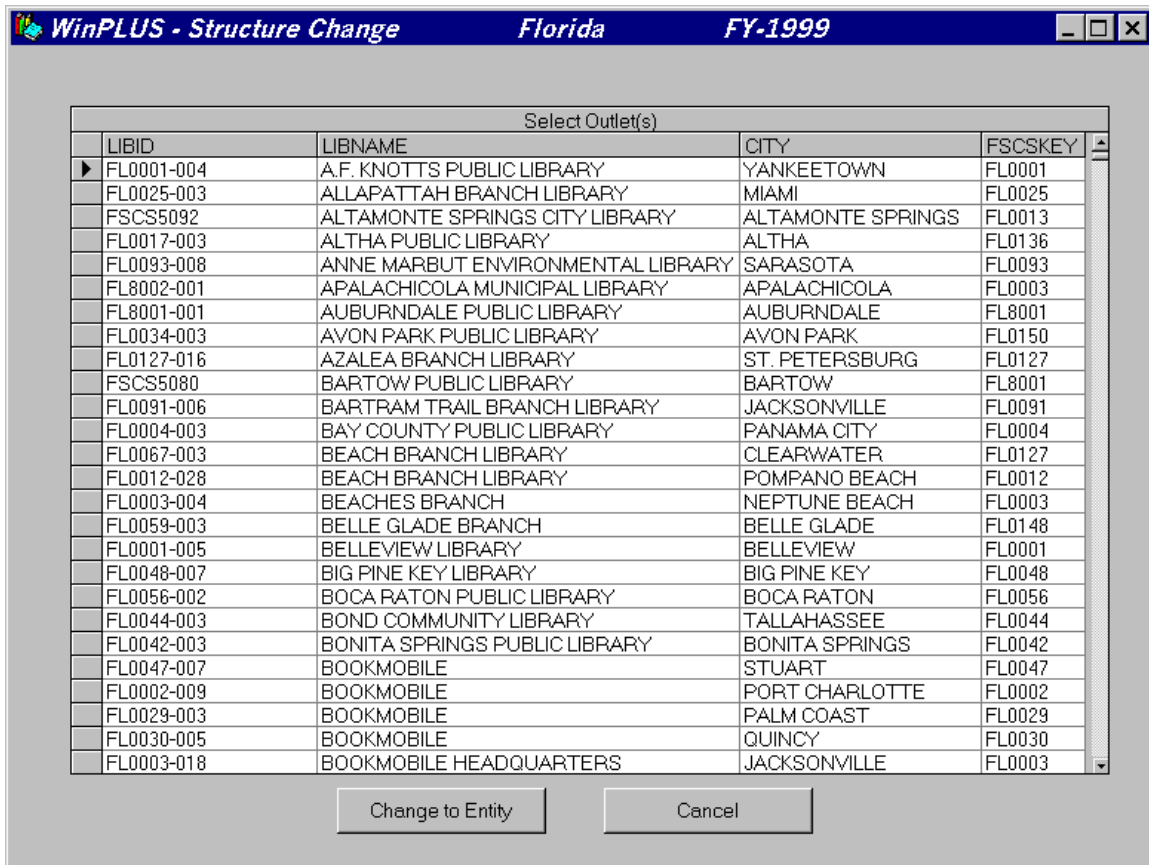 WinPLUS - Structure Change Florida FY-1999
Select Outlet(s)
LIBID LIBNAME CITY FSCSKEY
FL0001-004 A.F. KNOTTS PUBLIC LIBRARY YANKEETOWN FL0001
FL0025-003 ALLAPATTAH BRANCH LIBRARY MIAMI FL0025
FSCS5092 ALTAMONTE SPRINGS CITY LIBRARY ALTAMONTE SPRINGS FL0013
FL0017-003 ALTHA PUBLIC LIBRARY ALTHA FL0136
FL0093-008 ANNE MARBUT ENVIRONMENTAL LIBRARY SARASOTA FL0093
FL8002-001 APALACHICOLA MUNICIPAL LIBRARY APALACHICOLA FL0003
FL8001-001 AUBURNDALE PUBLIC LIBRARY AUBURNDALE FL8001
FL0034-003 AVON PARK PUBLIC LIBRARY AVON PARK FL0150
FL0127-016 AZALEA BRANCH LIBRARY ST. PETERSBURG FL0127
FSCS5080 BARTOW PUBLIC LIBRARY BARTOW FL8001
FL0091-006 BARTRAM TRAIL BRANCH LIBRARY JACKSONVILLE FL0091
FL0004-003 BAY COUNTY PUBLIC LIBRARY PANAMA CITY FL0004
FL0067-003 BEACH BRANCH LIBRARY CLEARWATER FL0127
FL0012-028 BEACH BRANCH LIBRARY POMPANO BEACH FL0012
FL0003-004 BEACHES BRANCH NEPTUNE BEACH FL0003
FL0059-003 BELLE GLADE BRANCH BELLE GLADE FL0148
FL0001-005 BELLEVIEW LIBRARY BELLEVIEW FL0001
FL0048-007 BIG PINE KEY LIBRARY BIG PINE KEY FL0048
FL0056-002 BOCA RATON PUBLIC LIBRARY BOCA RATON FL0056
FL0044-003 BOND COMMUNITY LIBRARY TALLAHASSEE FL0044
FL0042-003 BONITA SPRINGS PUBLIC LIBRARY BONITA SPRINGS FL0042
FL0047-007 BOOKMOBILE STUART FL0047
FL0002-009 BOOKMOBILE PORT CHARLOTTE FL0002
FL0029-003 BOOKMOBILE PALM COAST FL0029
FL0030-005 BOOKMOBILE QUINCY FL0030
FL0003-018 BOOKMOBILE HEADQUARTERS JACKSONVILLE FL0003
Change to Entity Cancel